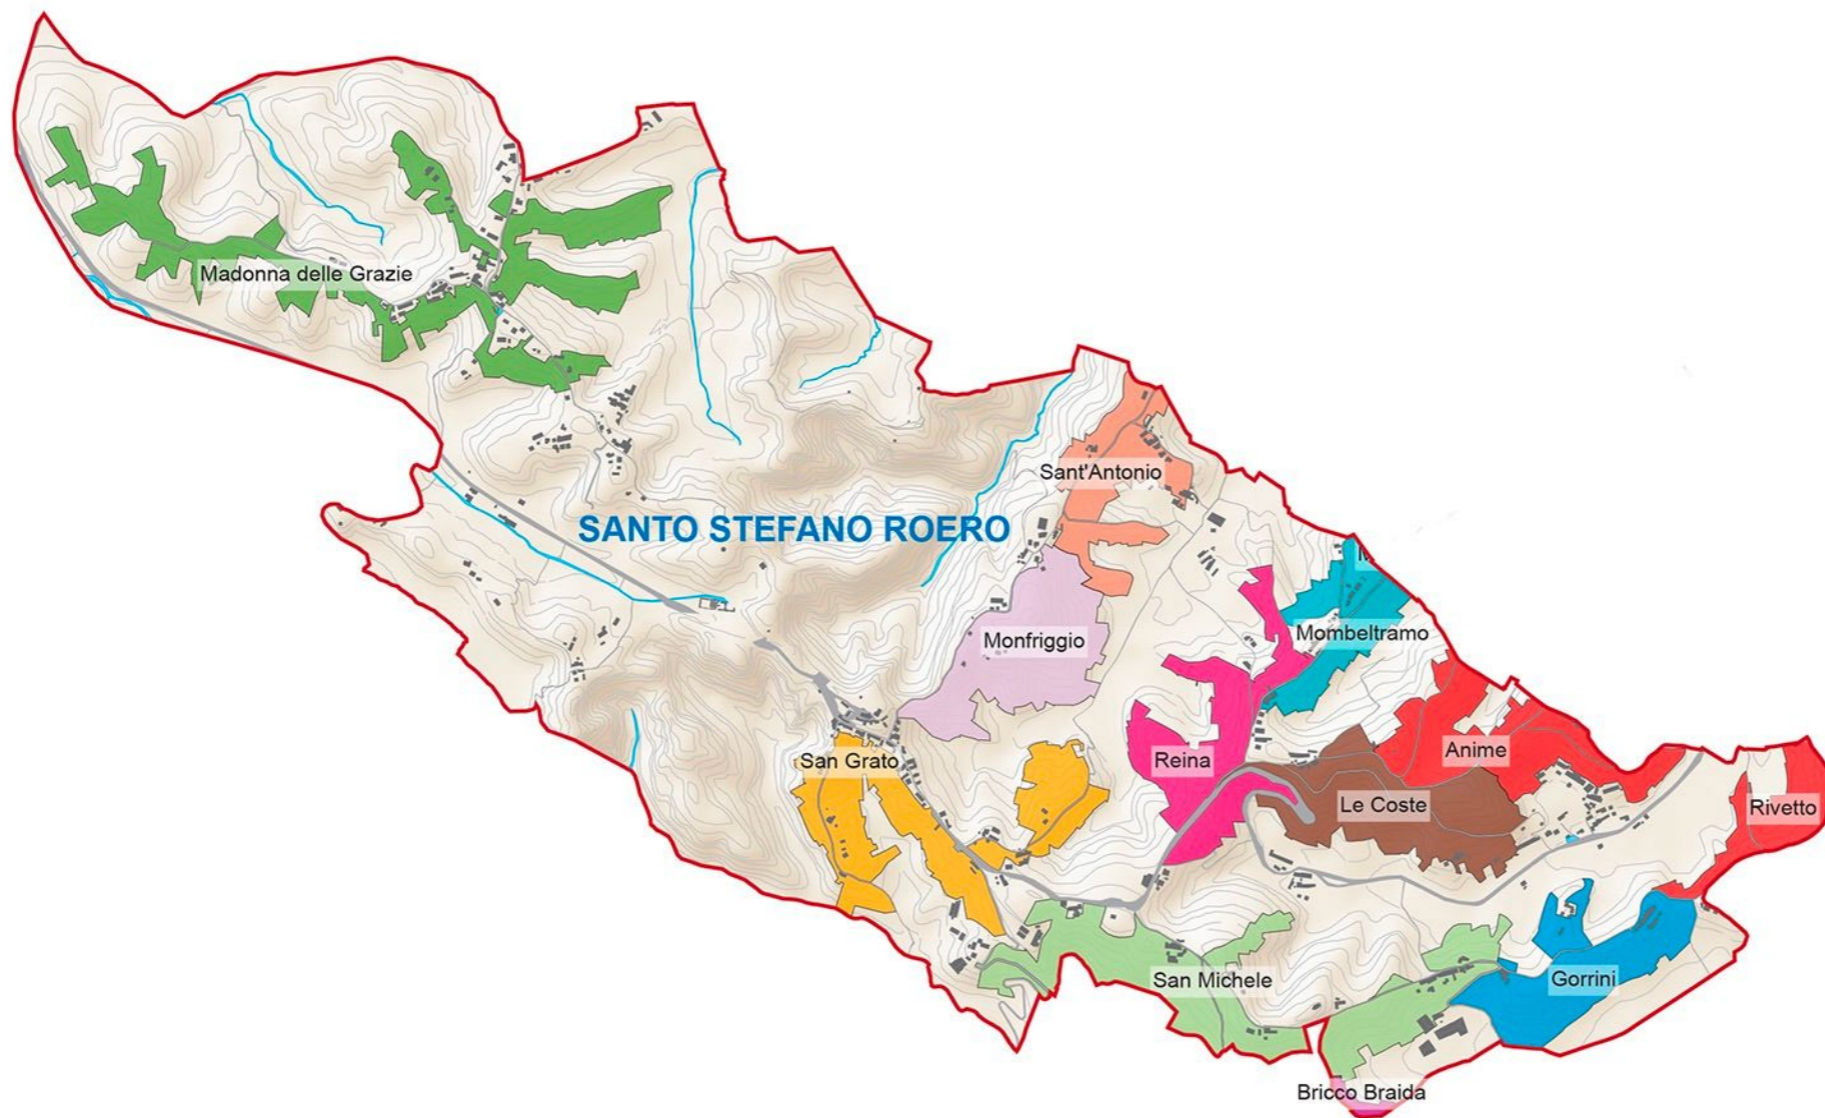 Madonna delle Grazie
Sant'Antonio
SANTO STEFANO ROERO
Monfriggio
Mombeltramo
San Grato
Reina
Anime
Le Coste
Rivetto
San Michele
Gorrini
Bricco Braida